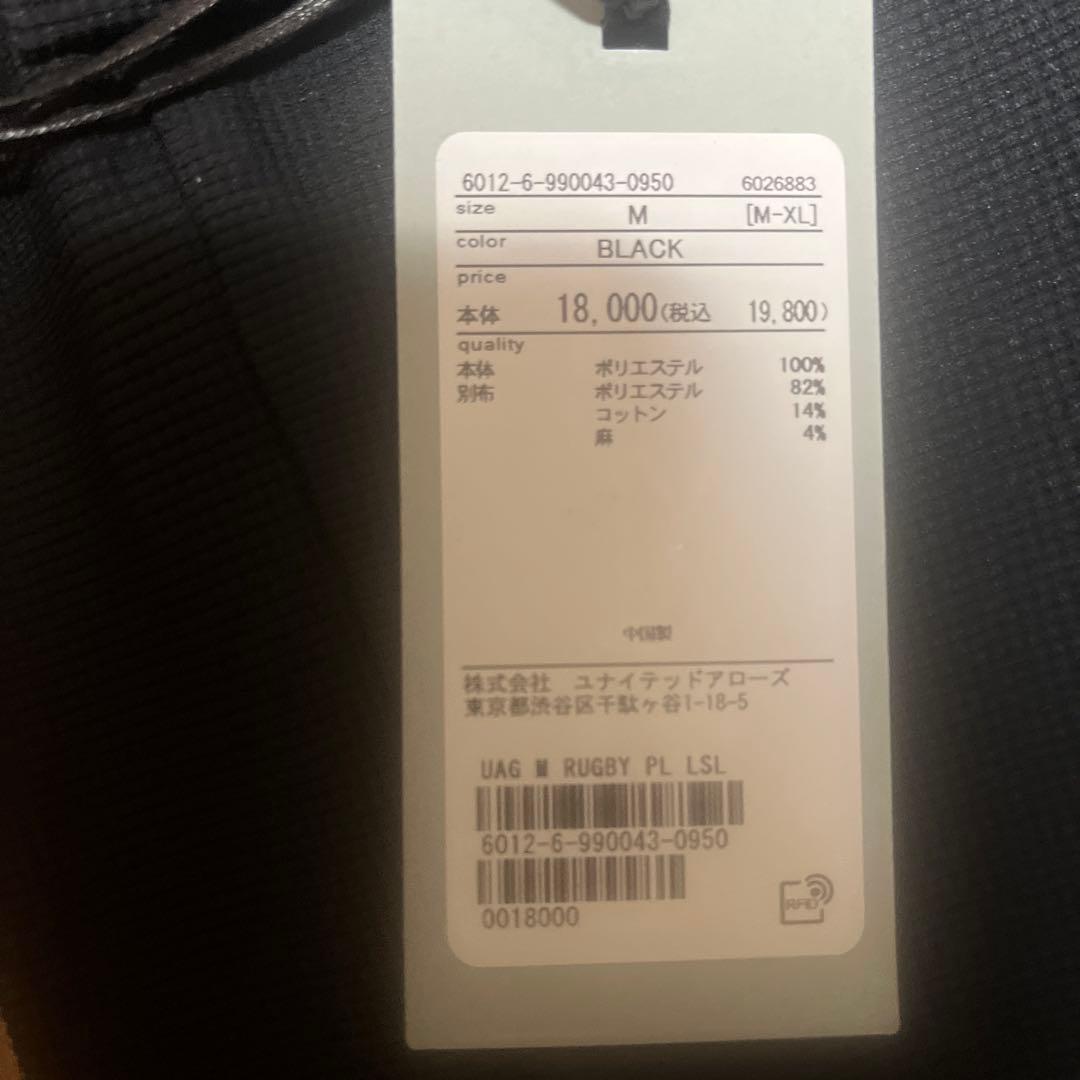 6012-6-990043-0950 6026883
size M [M-XL]
color BLACK
price
本体 18,000(税込 19,800)
quality
本体 ポリエステル 100%
別布 ポリエステル 82%
コットン 14%
麻 4%
中国製
株式会社 ユナイテッドアローズ
東京都渋谷区千駄ヶ谷1-18-5
UAG M RUGBY PL LSL
6012-6-990043-0950
0018000
RFID